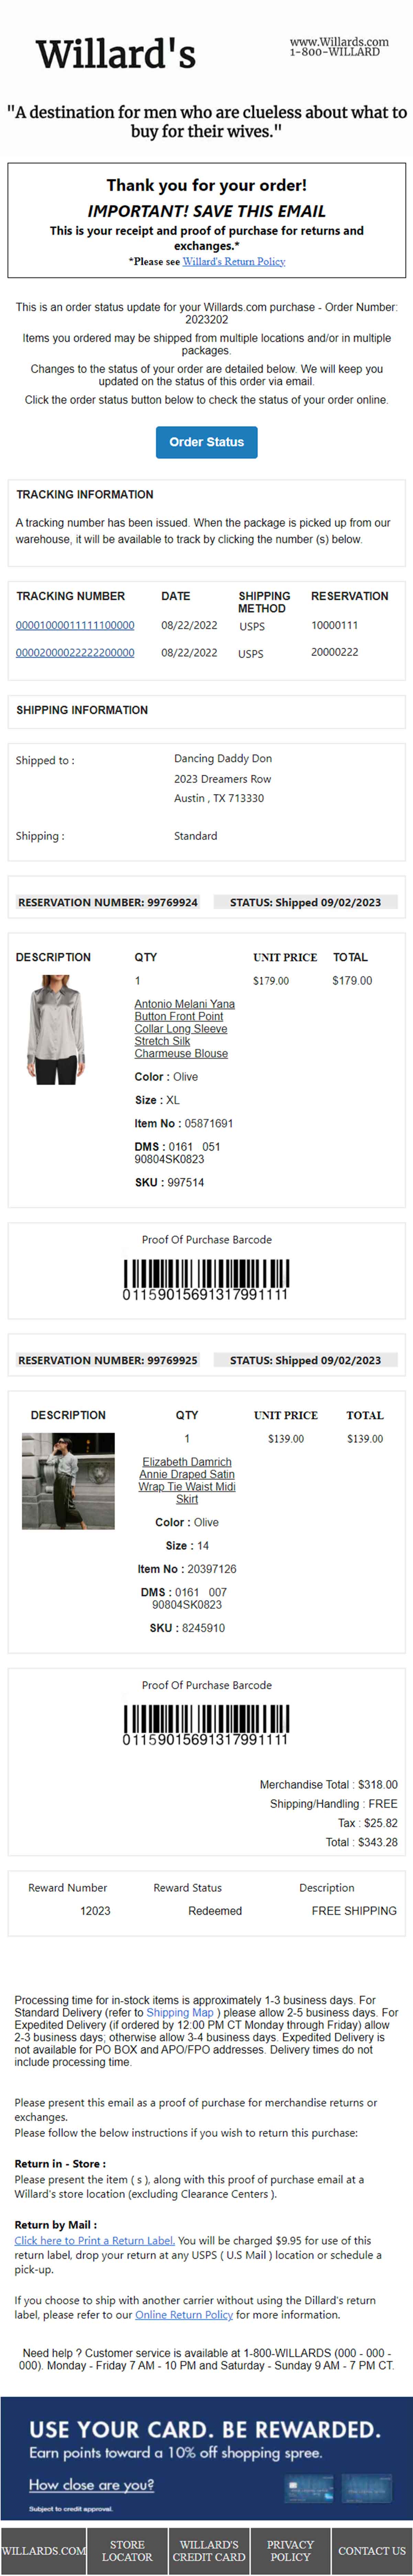 Willard's
www.Willards.com
1-800-WILLARD
"A destination for men who are clueless about what to
buy for their wives."
Thank you for your order!
IMPORTANT! SAVE THIS EMAIL
This is your receipt and proof of purchase for returns and
exchanges.*
*Please see Willard's Return Policy
This is an order status update for your Willards.com purchase - Order Number:
2023202
Items you ordered may be shipped from multiple locations and/or in multiple
packages.
Changes to the status of your order are detailed below. We will keep you
updated on the status of this order via email.
Click the order status button below to check the status of your order online.
Order Status
TRACKING INFORMATION
A tracking number has been issued. When the package is picked up from our
warehouse, it will be available to track by clicking the number (s) below.
TRACKING NUMBER DATE SHIPPING METHOD RESERVATION
00001000011111100000 08/22/2022 USPS 10000111
00002000022222200000 08/22/2022 USPS 20000222
SHIPPING INFORMATION
Shipped to : Dancing Daddy Don
2023 Dreamers Row
Austin , TX 713330
Shipping : Standard
RESERVATION NUMBER: 99769924 STATUS: Shipped 09/02/2023
DESCRIPTION QTY UNIT PRICE TOTAL
1 $179.00 $179.00
Antonio Melani Yana
Button Front Point
Collar Long Sleeve
Stretch Silk
Charmeuse Blouse
Color : Olive
Size : XL
Item No : 05871691
DMS : 0161 051
90804SK0823
SKU : 997514
Proof Of Purchase Barcode
01159015691317991111
RESERVATION NUMBER: 99769925 STATUS: Shipped 09/02/2023
DESCRIPTION QTY UNIT PRICE TOTAL
1 $139.00 $139.00
Elizabeth Damrich
Annie Draped Satin
Wrap Tie Waist Midi
Skirt
Color : Olive
Size : 14
Item No : 20397126
DMS : 0161 007
90804SK0823
SKU : 8245910
Proof Of Purchase Barcode
01159015691317991111
Merchandise Total : $318.00
Shipping/Handling : FREE
Tax : $25.82
Total : $343.28
Reward Number Reward Status Description
12023 Redeemed FREE SHIPPING
Processing time for in-stock items is approximately 1-3 business days. For
Standard Delivery (refer to Shipping Map ) please allow 2-5 business days. For
Expedited Delivery (if ordered by 12:00 PM CT Monday through Friday) allow
2-3 business days; otherwise allow 3-4 business days. Expedited Delivery is
not available for PO BOX and APO/FPO addresses. Delivery times do not
include processing time.
Please present this email as a proof of purchase for merchandise returns or
exchanges.
Please follow the below instructions if you wish to return this purchase:
Return in - Store :
Please present the item ( s ), along with this proof of purchase email at a
Willard's store location (excluding Clearance Centers ).
Return by Mail :
Click here to Print a Return Label. You will be charged $9.95 for use of this
return label, drop your return at any USPS ( U.S Mail ) location or schedule a
pick-up.
If you choose to ship with another carrier without using the Dillard's return
label, please refer to our Online Return Policy for more information.
Need help ? Customer service is available at 1-800-WILLARDS (000 - 000 -
000). Monday - Friday 7 AM - 10 PM and Saturday - Sunday 9 AM - 7 PM CT.
USE YOUR CARD. BE REWARDED.
Earn points toward a 10% off shopping spree.
How close are you?
Subject to credit approval.
WILLARDS.COM
STORE LOCATOR
WILLARD'S CREDIT CARD
PRIVACY POLICY
CONTACT US